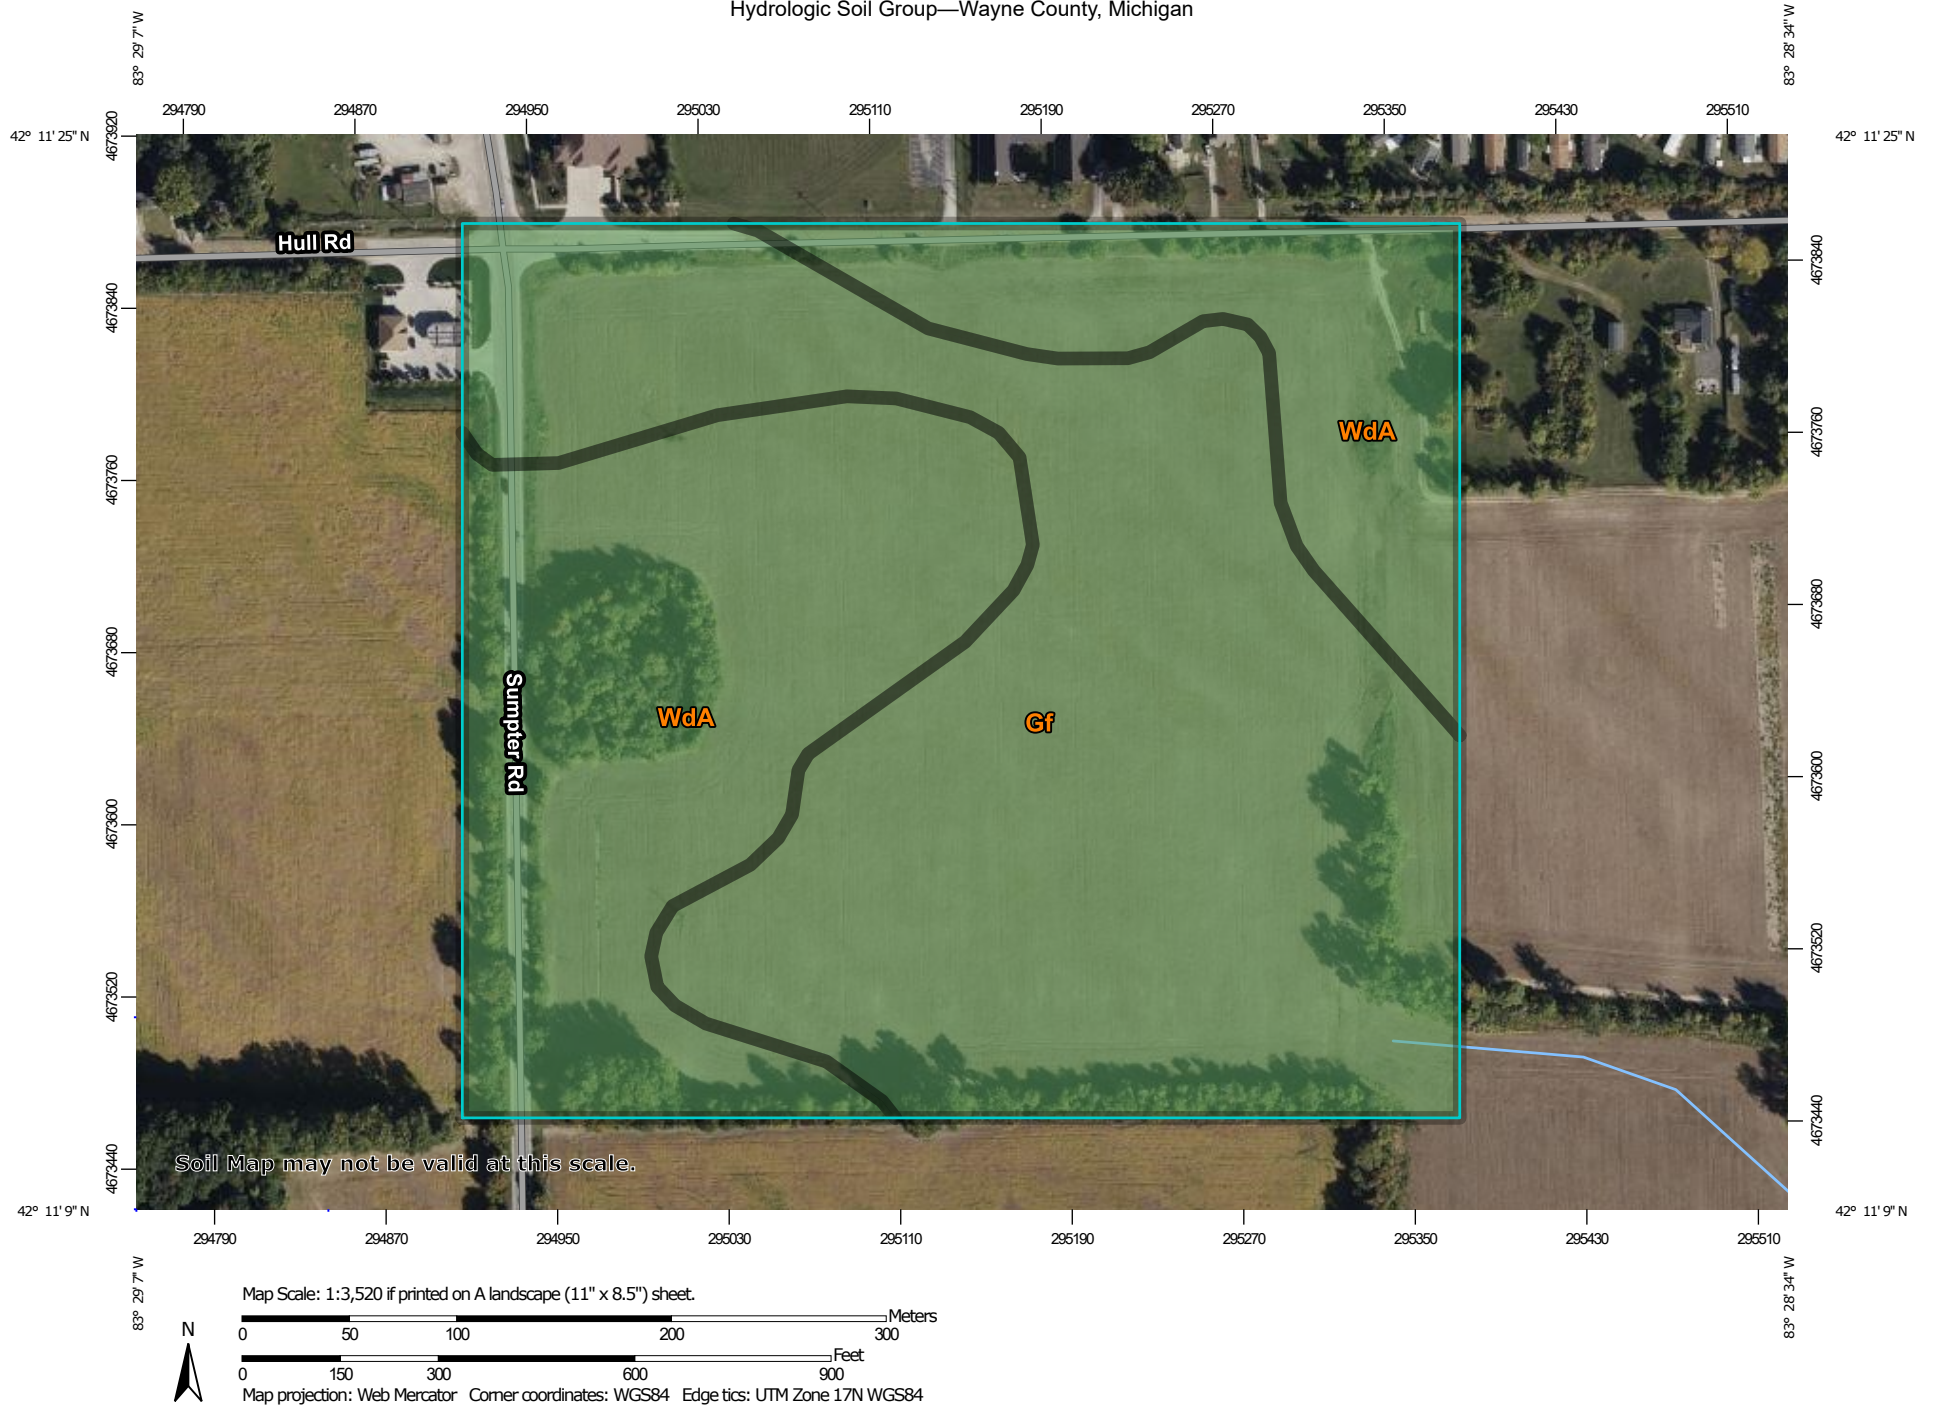 Hydrologic Soil Group—Wayne County, Michigan
83° 29' 7" W
83° 28' 34" W
294790 294870 294950 295030 295110 295190 295270 295350 295430 295510
42° 11' 25" N
42° 11' 25" N
4673920
4673840
4673760
4673680
4673600
4673520
4673440
4673840
4673760
4673680
4673600
4673520
4673440
Hull Rd
WdA
Sumpter Rd
WdA
Gf
Soil Map may not be valid at this scale.
42° 11' 9" N
42° 11' 9" N
294790 294870 294950 295030 295110 295190 295270 295350 295430 295510
83° 29' 7" W
83° 28' 34" W
Map Scale: 1:3,520 if printed on A landscape (11" x 8.5") sheet.
Meters
0 50 100 200 300
N
Feet
0 150 300 600 900
Map projection: Web Mercator Corner coordinates: WGS84 Edge tics: UTM Zone 17N WGS84